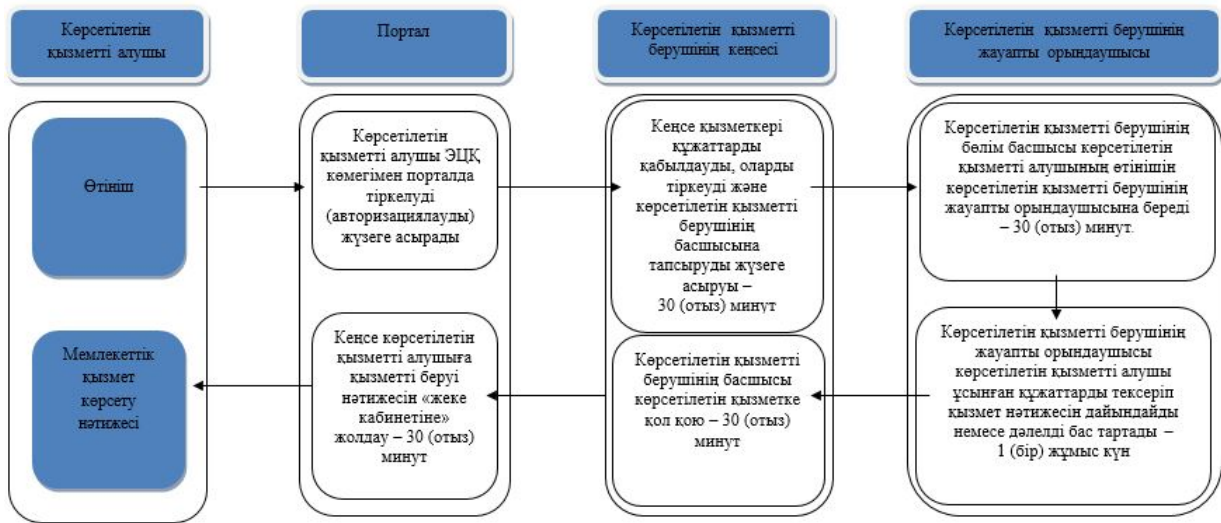 Көрсетілетін
қызметті алушы
Портал
Көрсетілетін қызметті
берушінің кеңсесі
Көрсетілетін қызметті берушінің
жауапты орындаушысы
Өтініш
Көрсетілетін
қызметті алушы ЭЦҚ
көмегімен порталда
тіркелуді
(авторизациялауды)
жүзеге асырады
Кеңсе қызметкері
құжаттарды
қабылдауды, оларды
тіркеуді және
көрсетілетін қызметті
берушінің
басшысына
тапсыруды жүзеге
асыруы –
30 (отыз) минут
Көрсетілетін қызметті берушінің
бөлім басшысы көрсетілетін
қызметті алушының өтінішін
көрсетілетін қызметті берушінің
жауапты орындаушысына береді
– 30 (отыз) минут.
Көрсетілетін қызметті берушінің
жауапты орындаушысы
көрсетілетін қызметті алушы
ұсынған құжаттарды тексеріп
қызмет нәтижесін дайындайды
немесе дәлелді бас тартады –
1 (бір) жұмыс күн
Көрсетілетін қызметті
берушінің басшысы
көрсетілетін қызметке
қол қою – 30 (отыз)
минут
Кеңсе көрсетілетін
қызметті алушыға
қызметті беруі
нәтижесін «жеке
кабинетіне»
жолдау – 30 (отыз)
минут
Мемлекеттік
қызмет
көрсету
нәтижесі